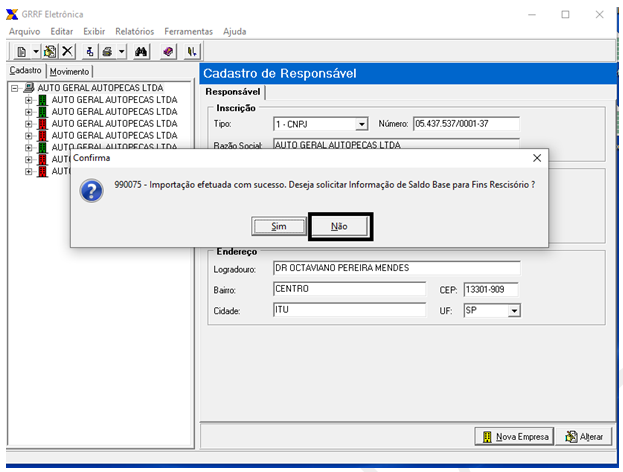 GRRF Eletrônica
Arquivo Editar Exibir Relatórios Ferramentas Ajuda
Cadastro Movimento
AUTO GERAL AUTOPECAS LTDA
AUTO GERAL AUTOPECAS LTDA
AUTO GERAL AUTOPECAS LTDA
AUTO GERAL AUTOPECAS LTDA
AUTO GERAL AUTOPECAS LTDA
AUTO GERAL AUTOPECAS LTDA
AUTO
AUTO
Cadastro de Responsável
Responsável
Inscrição
Tipo: 1 - CNPJ Número: 05.437.537/0001-37
Razão Social: AUTO GERAL AUTOPECAS LTDA
Confirma
990075 - Importação efetuada com sucesso. Deseja solicitar Informação de Saldo Base para Fins Rescisório ?
Sim Não
Endereço
Logradouro: DR OCTAVIANO PEREIRA MENDES
Bairro: CENTRO CEP: 13301-909
Cidade: ITU UF: SP
Nova Empresa Alterar